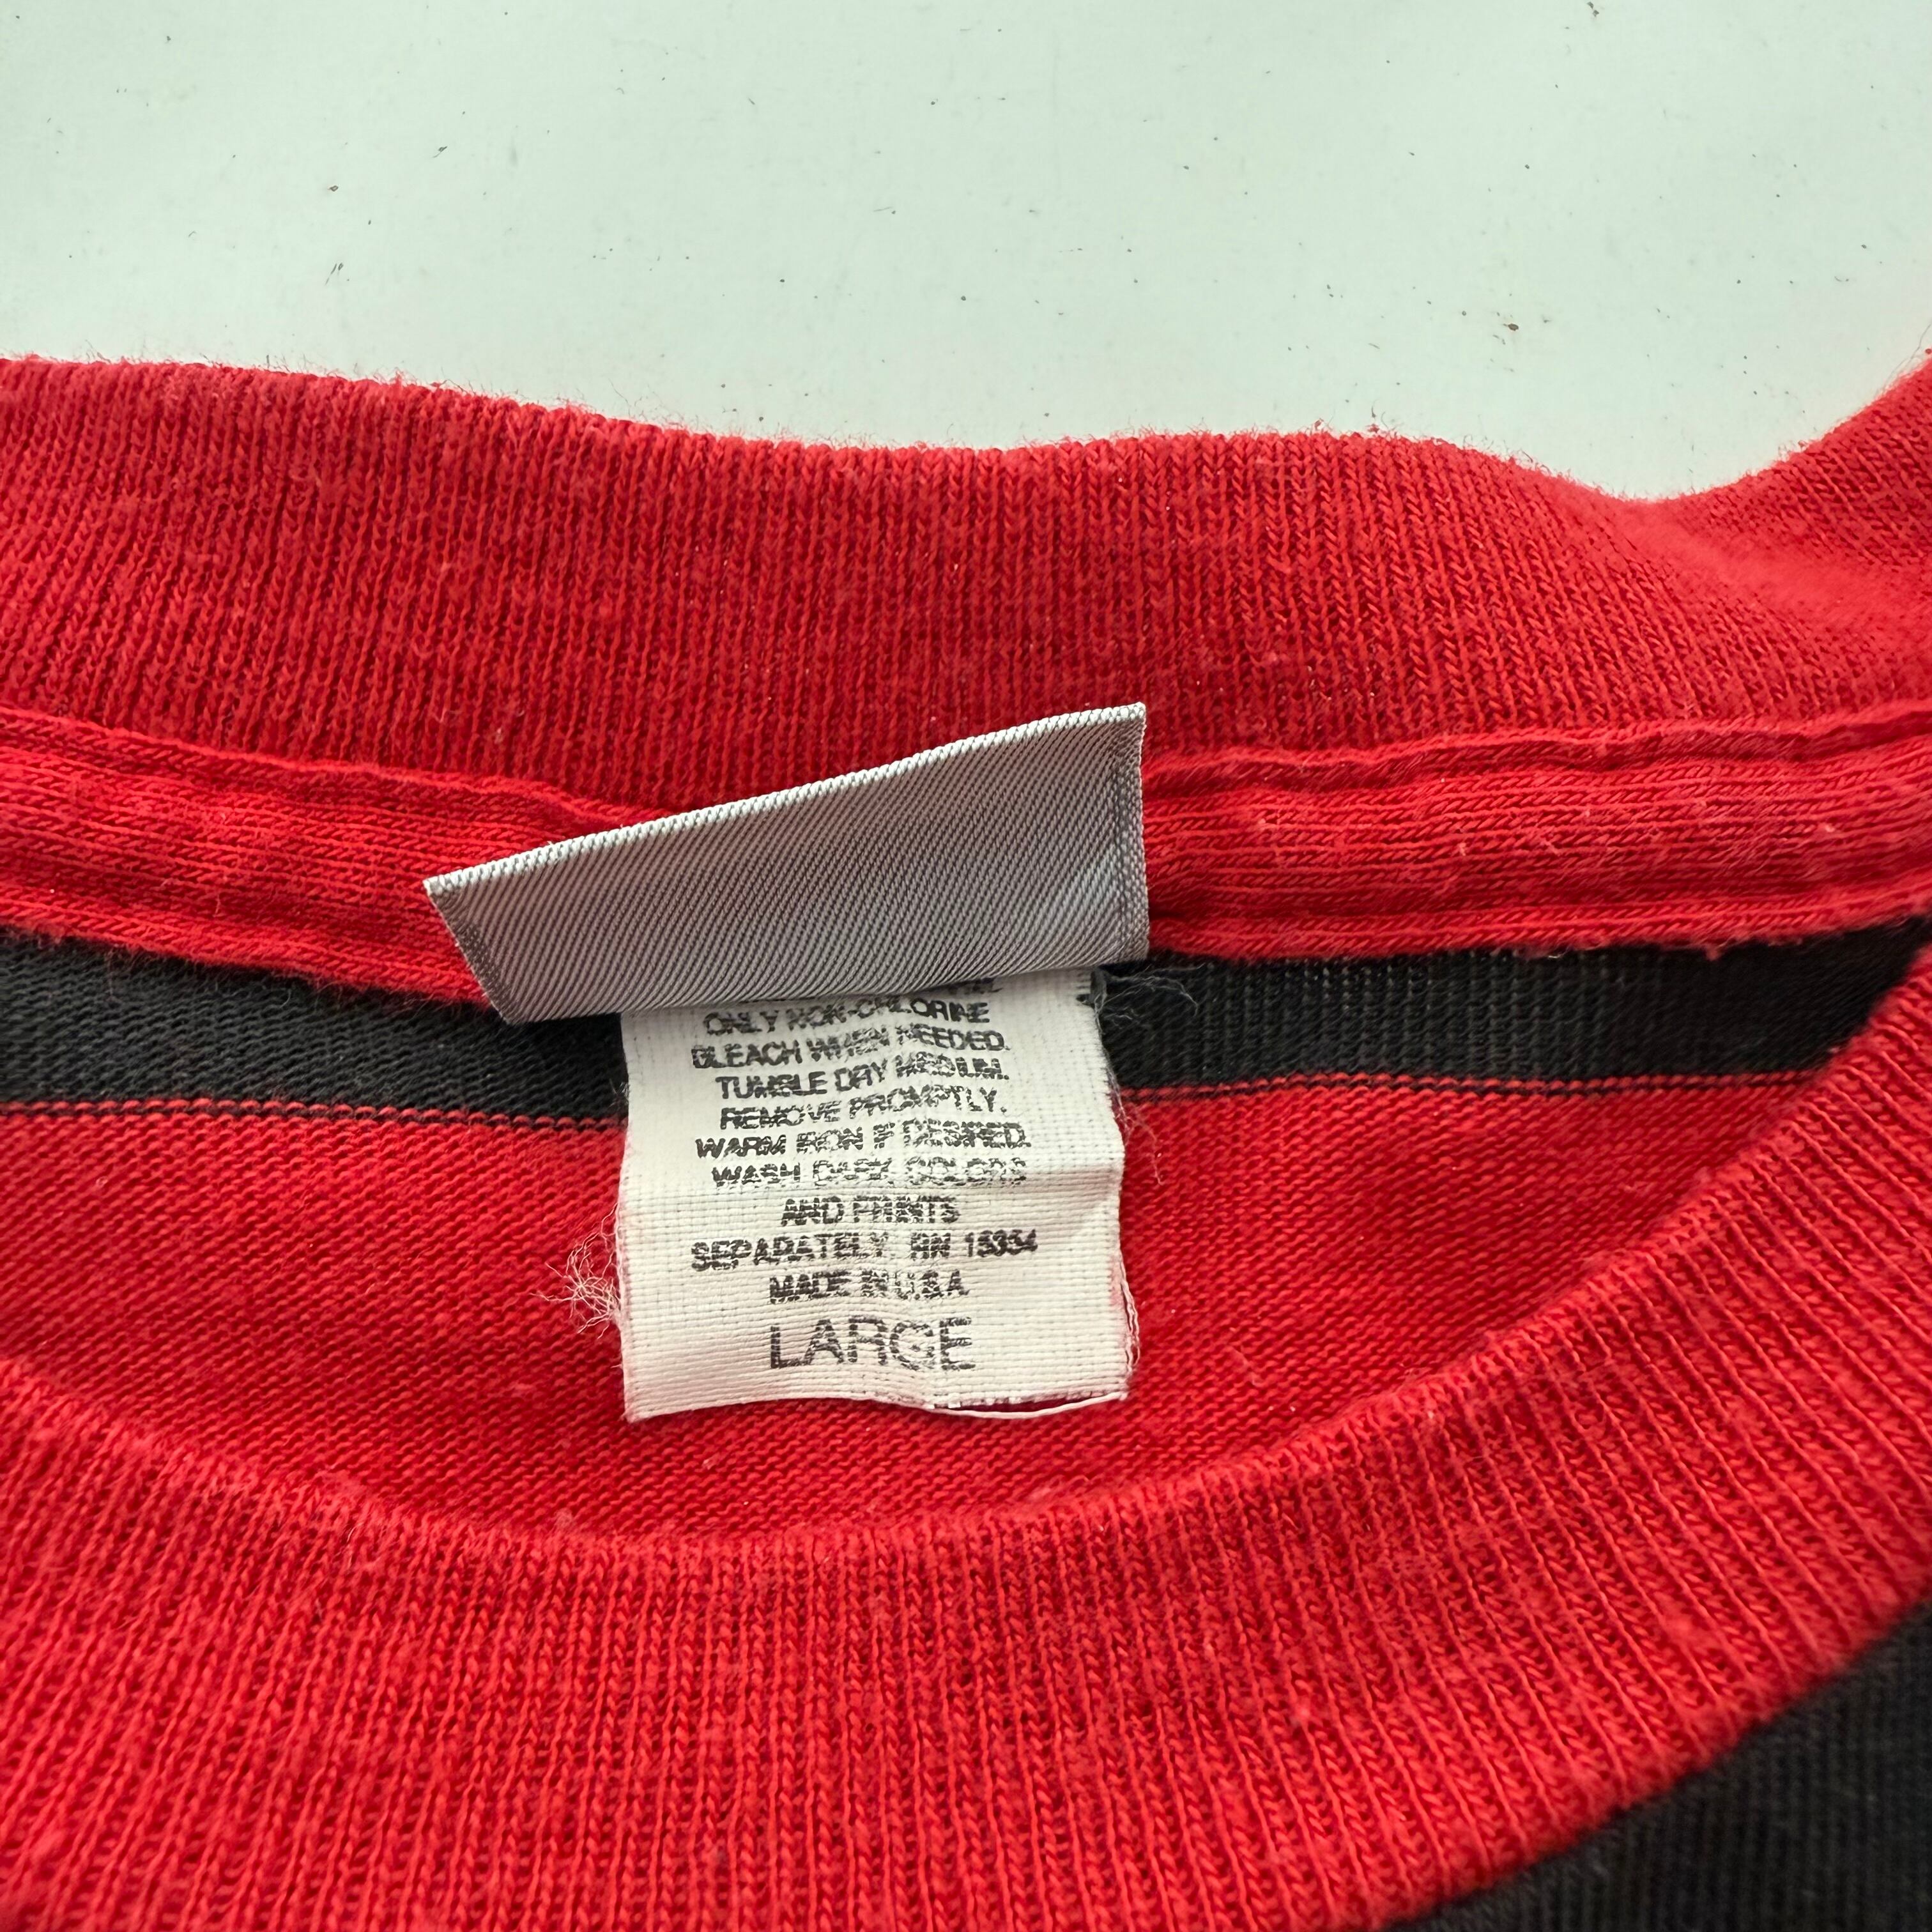 ONLY NON-CHLORINE
BLEACH WHEN NEEDED.
TUMBLE DRY MEDIUM.
REMOVE PROMPTLY.
WARM IRON IF DESIRED.
WASH DARK COLORS
AND PRINTS
SEPARATELY. RN 15354
MADE IN U.S.A.
LARGE